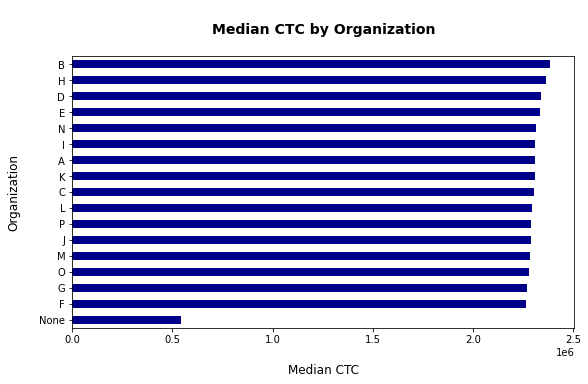 Median CTC by Organization
Organization
B
H
D
E
N
I
A
K
C
L
P
J
M
O
G
F
None
0.0 0.5 1.0 1.5 2.0 2.5
1e6
Median CTC